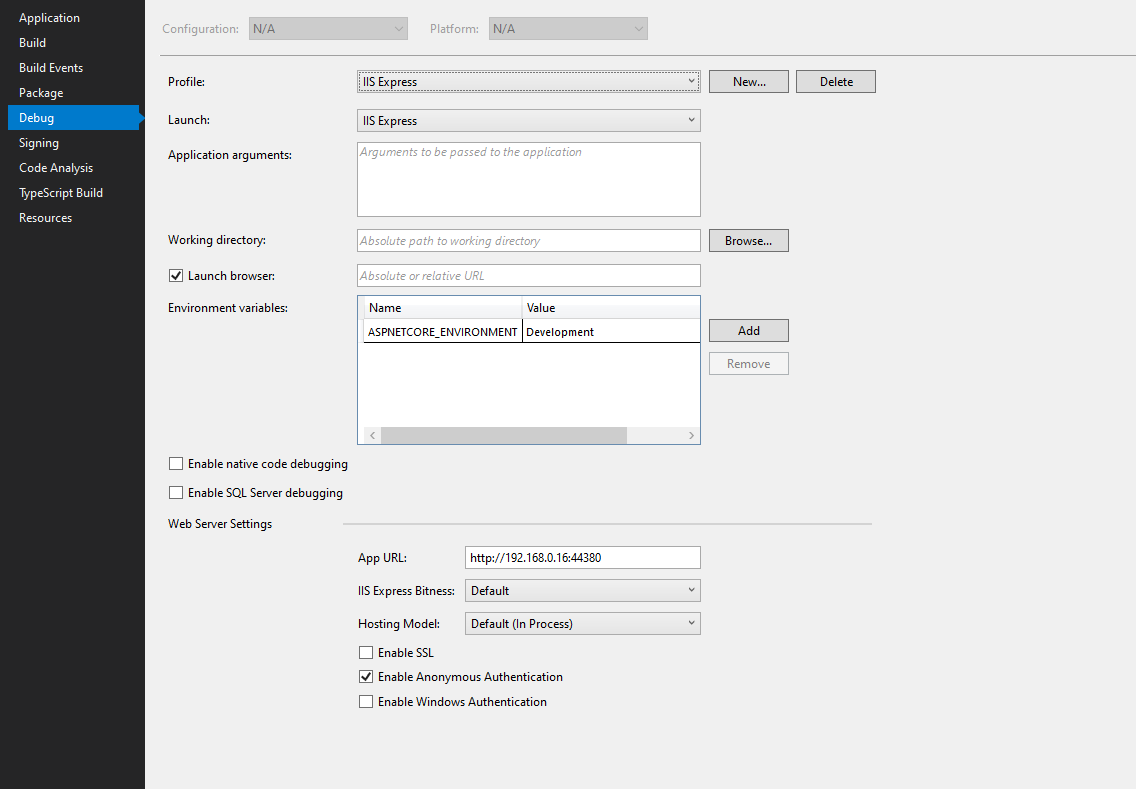 Application
Build
Build Events
Package
Debug
Signing
Code Analysis
TypeScript Build
Resources
Configuration: N/A Platform: N/A
Profile: IIS Express New... Delete
Launch: IIS Express
Application arguments: Arguments to be passed to the application
Working directory: Absolute path to working directory Browse...
Launch browser: Absolute or relative URL
Environment variables: Name Value
ASPNETCORE_ENVIRONMENT Development Add
Remove
Enable native code debugging
Enable SQL Server debugging
Web Server Settings
App URL: http://192.168.0.16:44380
IIS Express Bitness: Default
Hosting Model: Default (In Process)
Enable SSL
Enable Anonymous Authentication
Enable Windows Authentication